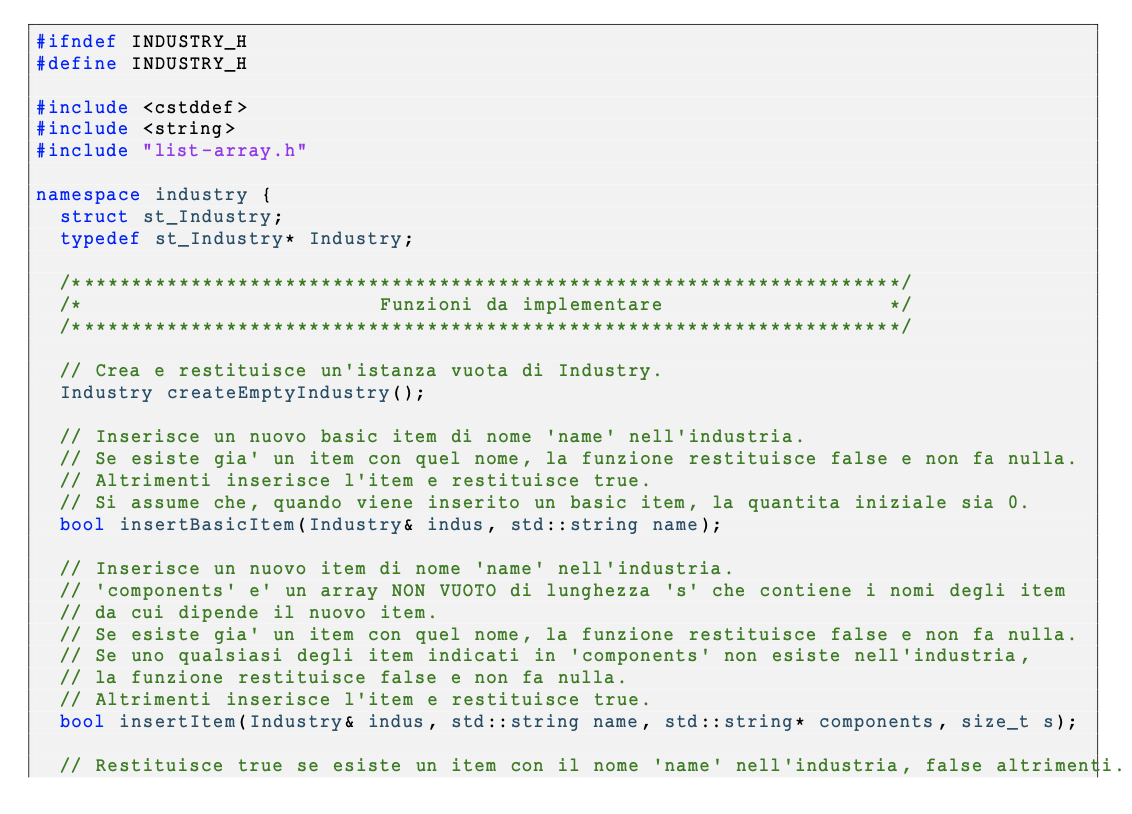 #ifndef INDUSTRY_H
#define INDUSTRY_H

#include <cstddef>
#include <string>
#include "list-array.h"

namespace industry {
  struct st_Industry;
  typedef st_Industry* Industry;

  /**********************************************************************/
  /*                         Funzioni da implementare                   */
  /**********************************************************************/

  // Crea e restituisce un'istanza vuota di Industry.
  Industry createEmptyIndustry();

  // Inserisce un nuovo basic item di nome 'name' nell'industria.
  // Se esiste gia' un item con quel nome, la funzione restituisce false e non fa nulla.
  // Altrimenti inserisce l'item e restituisce true.
  // Si assume che, quando viene inserito un basic item, la quantita iniziale sia 0.
  bool insertBasicItem(Industry& indus, std::string name);

  // Inserisce un nuovo item di nome 'name' nell'industria.
  // 'components' e' un array NON VUOTO di lunghezza 's' che contiene i nomi degli item
  // da cui dipende il nuovo item.
  // Se esiste gia' un item con quel nome, la funzione restituisce false e non fa nulla.
  // Se uno qualsiasi degli item indicati in 'components' non esiste nell'industria,
  // la funzione restituisce false e non fa nulla.
  // Altrimenti inserisce l'item e restituisce true.
  bool insertItem(Industry& indus, std::string name, std::string* components, size_t s);

  // Restituisce true se esiste un item con il nome 'name' nell'industria, false altrimenti.